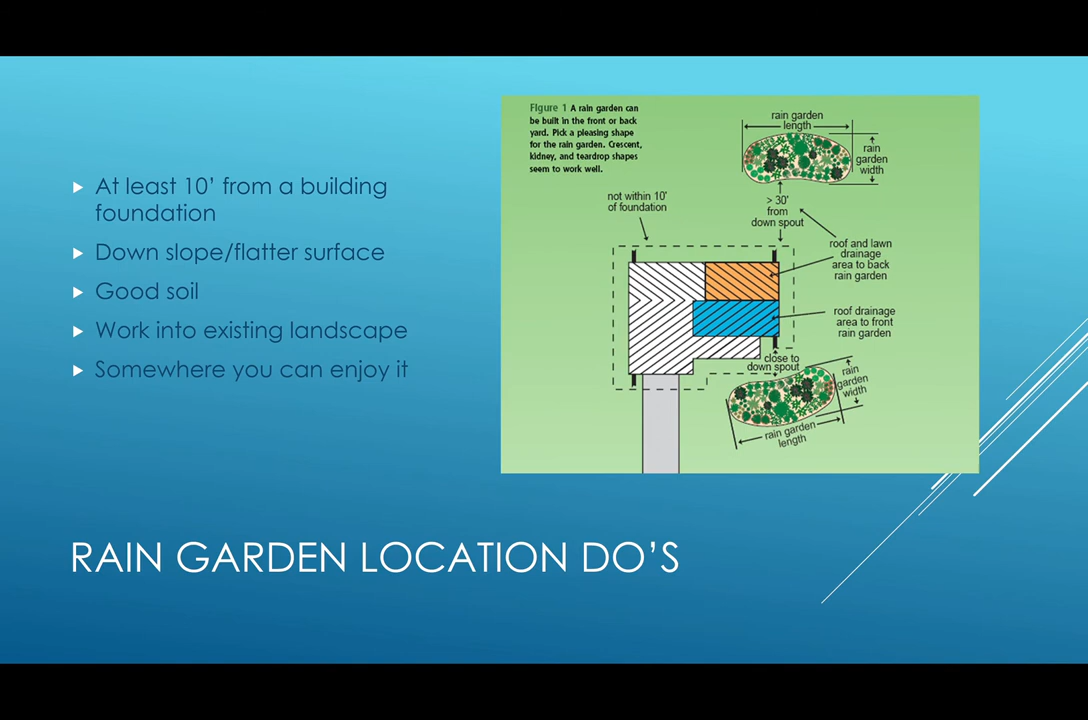 At least 10’ from a building
foundation
Down slope/flatter surface
Good soil
Work into existing landscape
Somewhere you can enjoy it
Figure 1 A rain garden can
be built in the front or back
yard. Pick a pleasing shape
for the rain garden. Crescent,
kidney, and teardrop shapes
seem to work well.
rain garden
length
rain
garden
width
not within 10'
of foundation
> 30'
from
down spout
roof and lawn
drainage
area to back
rain garden
roof drainage
area to front
rain garden
close to
down spout
rain
garden
width
rain garden
length
RAIN GARDEN LOCATION DO’S